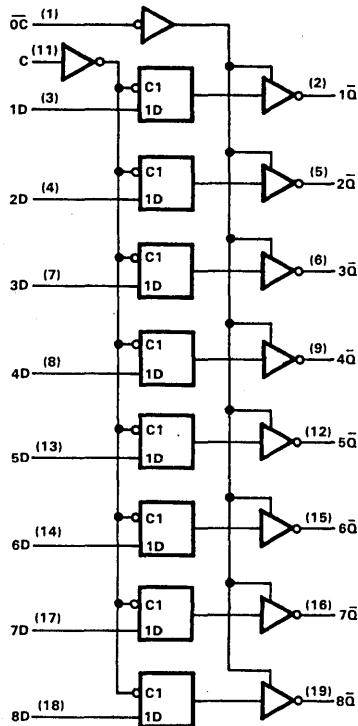 O̅C̅ (1)
C (11)
C1 (2) 1Q̅
1D (3) 1D
C1 (5) 2Q̅
2D (4) 1D
C1 (6) 3Q̅
3D (7) 1D
C1 (9) 4Q̅
4D (8) 1D
C1 (12) 5Q̅
5D (13) 1D
C1 (15) 6Q̅
6D (14) 1D
C1 (16) 7Q̅
7D (17) 1D
C1 (19) 8Q̅
8D (18) 1D